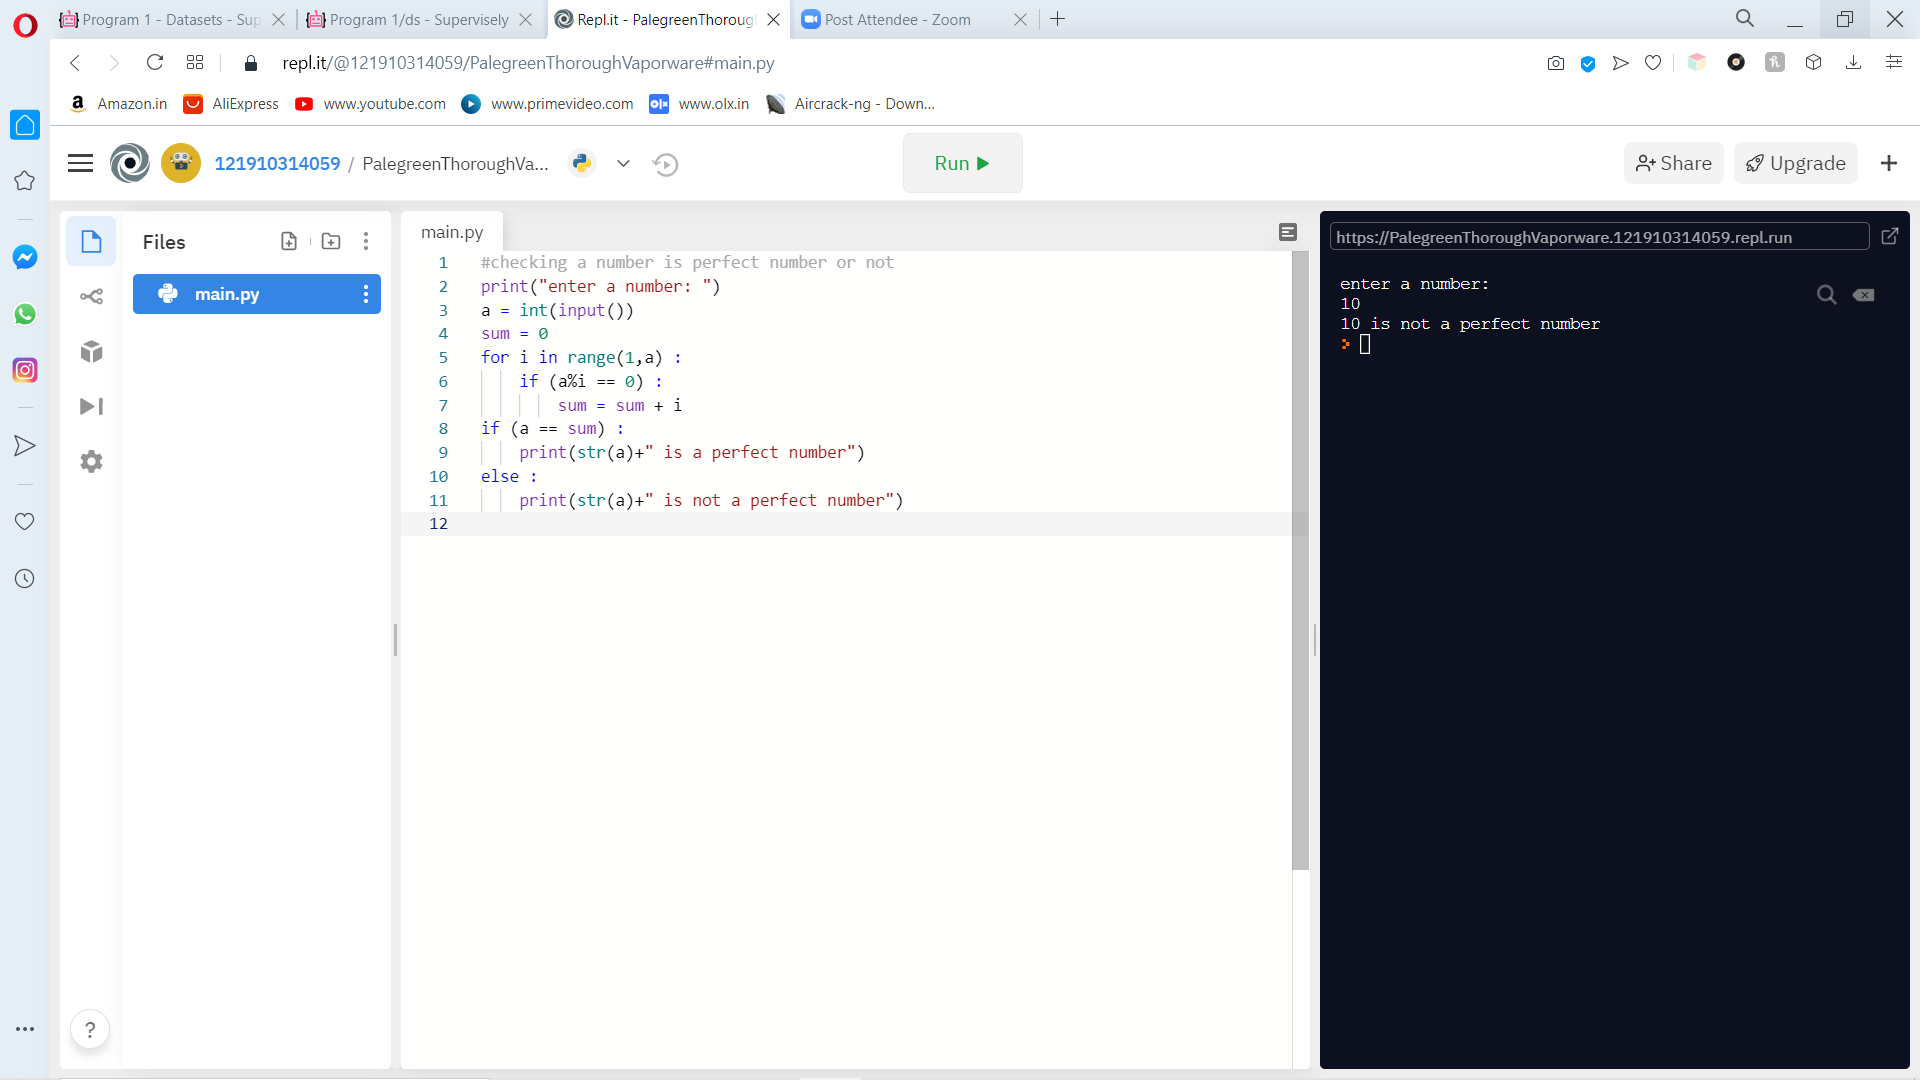 Program 1 - Datasets - Sup
Program 1/ds - Supervisely
Repl.it - PalegreenThoroug
Post Attendee - Zoom
repl.it/@121910314059/PalegreenThoroughVaporware#main.py
Amazon.in
AliExpress
www.youtube.com
www.primevideo.com
www.olx.in
Aircrack-ng - Down...
121910314059 / PalegreenThoroughVa...
Run
Share
Upgrade
Files
main.py
main.py
1 #checking a number is perfect number or not
2 print("enter a number: ")
3 a = int(input())
4 sum = 0
5 for i in range(1,a) :
6 if (a%i == 0) :
7 sum = sum + i
8 if (a == sum) :
9 print(str(a)+" is a perfect number")
10 else :
11 print(str(a)+" is not a perfect number")
12
?
https://PalegreenThoroughVaporware.121910314059.repl.run
enter a number:
10
10 is not a perfect number